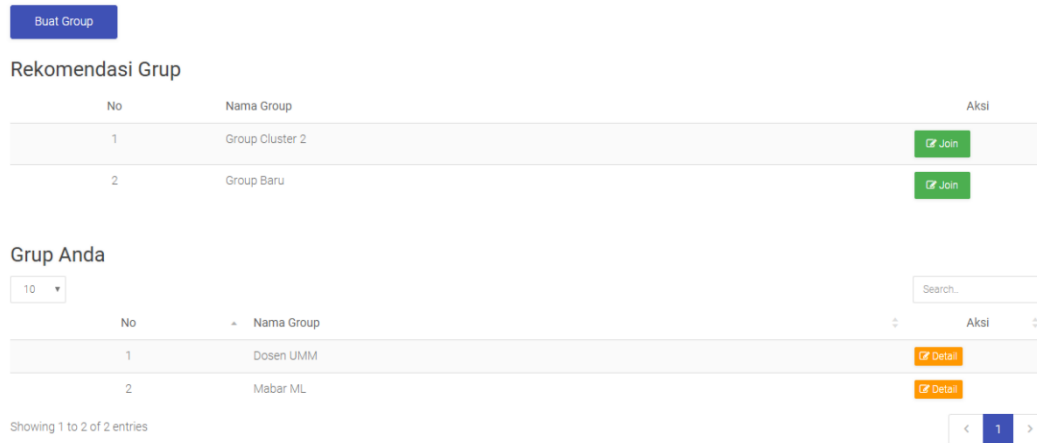 Buat Group
Rekomendasi Grup
No Nama Group Aksi
1 Group Cluster 2 Join
2 Group Baru Join
Grup Anda
10 Search..
No Nama Group Aksi
1 Dosen UMM Detail
2 Mabar ML Detail
Showing 1 to 2 of 2 entries < 1 >